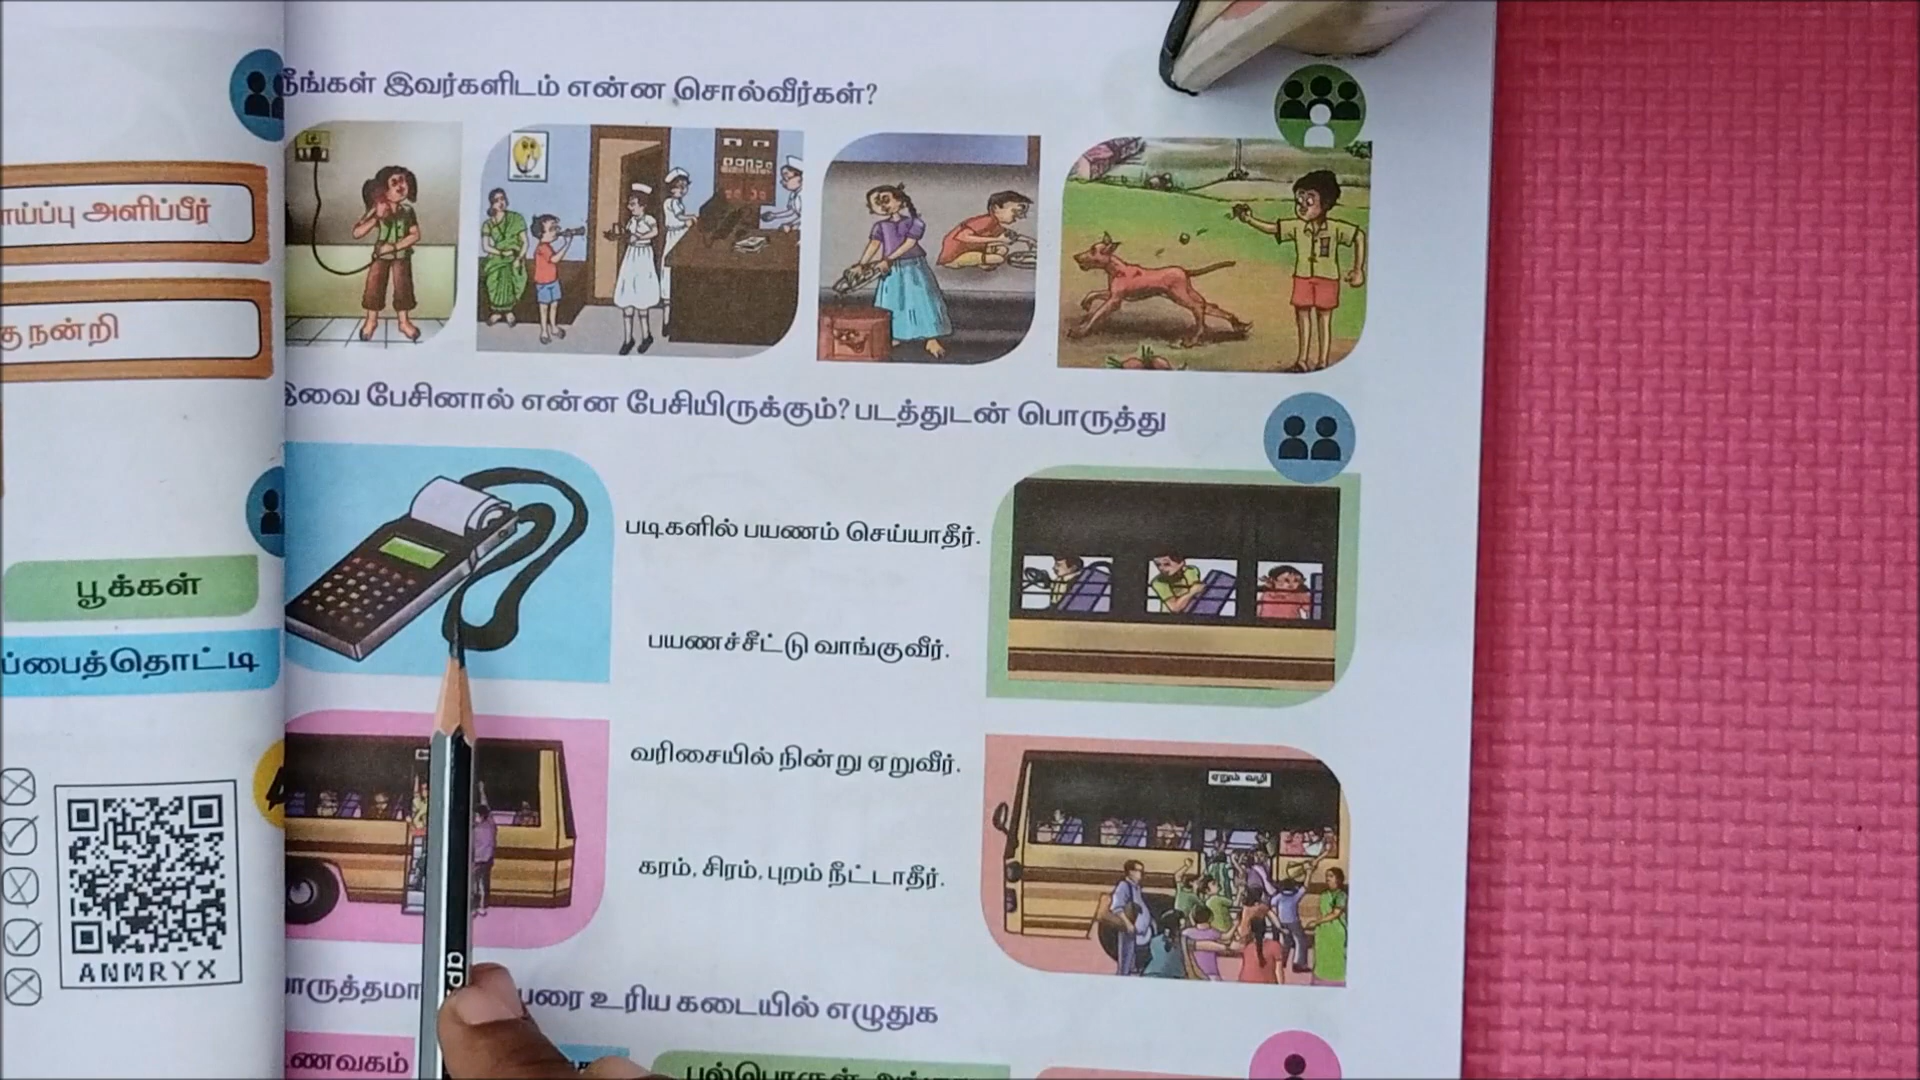 நீங்கள் இவர்களிடம் என்ன சொல்வீர்கள்?
அளிப்பீர்
நன்றி
இவை பேசினால் என்ன பேசியிருக்கும்? படத்துடன் பொருத்து
படிகளில் பயணம் செய்யாதீர்.
பயணச்சீட்டு வாங்குவீர்.
வரிசையில் நின்று ஏறுவீர்.
கரம், சிரம், புறம் நீட்டாதீர்.
ஏறும் வழி
பூக்கள்
ப்பைத்தொட்டி
ANMRYX
உரிய கடையில் எழுதுக
ணவகம்